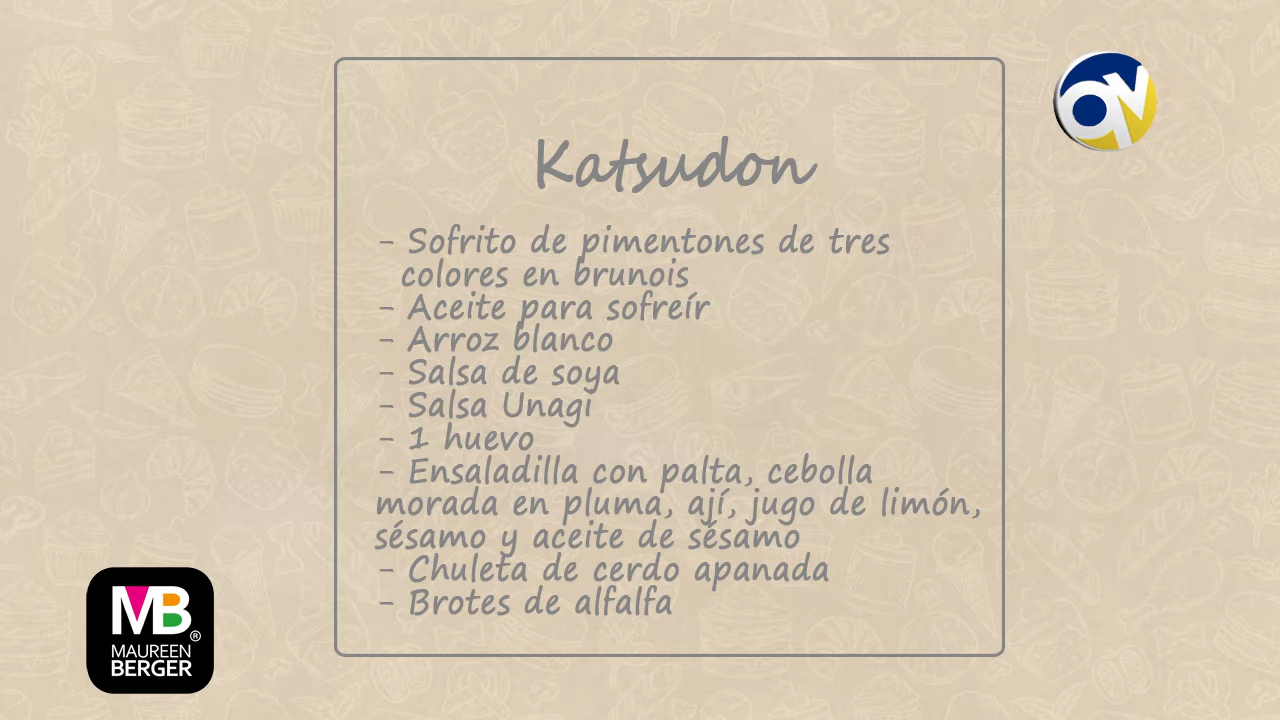 Katsudon
- Sofrito de pimentones de tres
colores en brunois
- Aceite para sofreír
- Arroz blanco
- Salsa de soya
- Salsa Unagi
- 1 huevo
- Ensaladilla con palta, cebolla
morada en pluma, ají, jugo de limón,
sésamo y aceite de sésamo
- Chuleta de cerdo apanada
- Brotes de alfalfa
OV
MB®
MAUREEN
BERGER